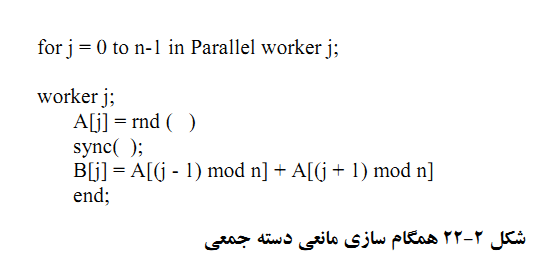 for j = 0 to n-1 in Parallel worker j;
worker j;
A[j] = rnd ( )
sync( );
B[j] = A[(j - 1) mod n] + A[(j + 1) mod n]
end;
شکل ۲-۲۲ همگام سازی مانعی دسته جمعی